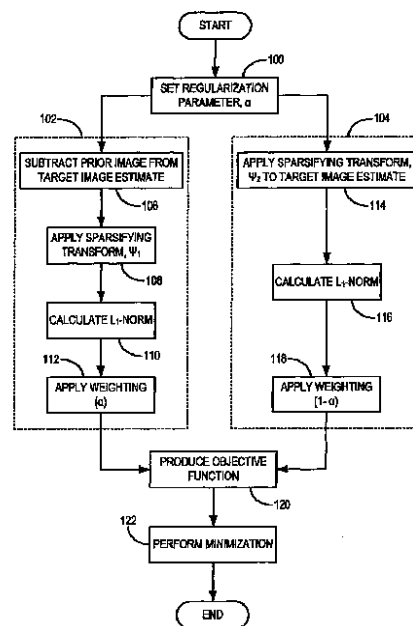 START
100
SET REGULARIZATION
PARAMETER, α
102
SUBTRACT PRIOR IMAGE FROM
TARGET IMAGE ESTIMATE
106
APPLY SPARSIFYING
TRANSFORM, Ψ₁
108
CALCULATE L₁-NORM
110
112
APPLY WEIGHTING
(α)
104
APPLY SPARSIFYING TRANSFORM,
Ψ₂ TO TARGET IMAGE ESTIMATE
114
CALCULATE L₁-NORM
116
118
APPLY WEIGHTING
(1-α)
PRODUCE OBJECTIVE
FUNCTION
120
122
PERFORM MINIMIZATION
END